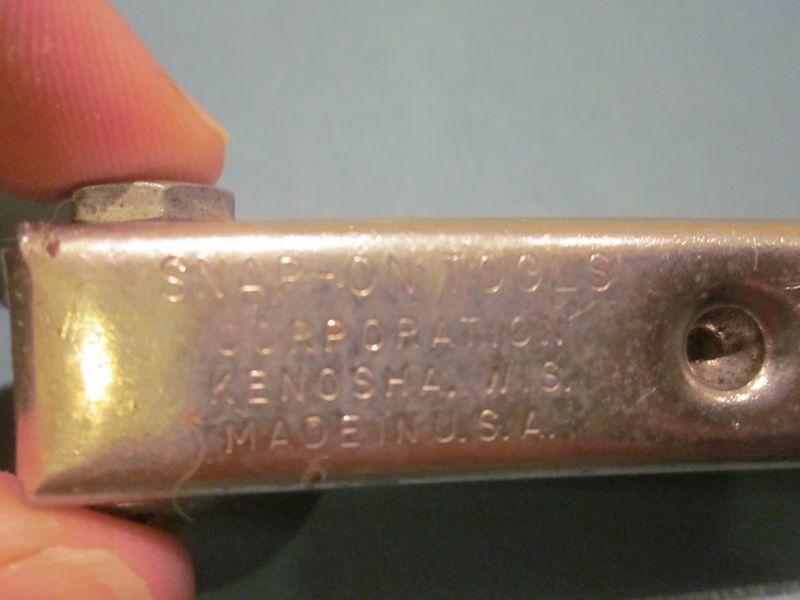 SNAP-ON TOOLS
CORPORATION
KENOSHA. WIS.
MADE IN U.S.A.